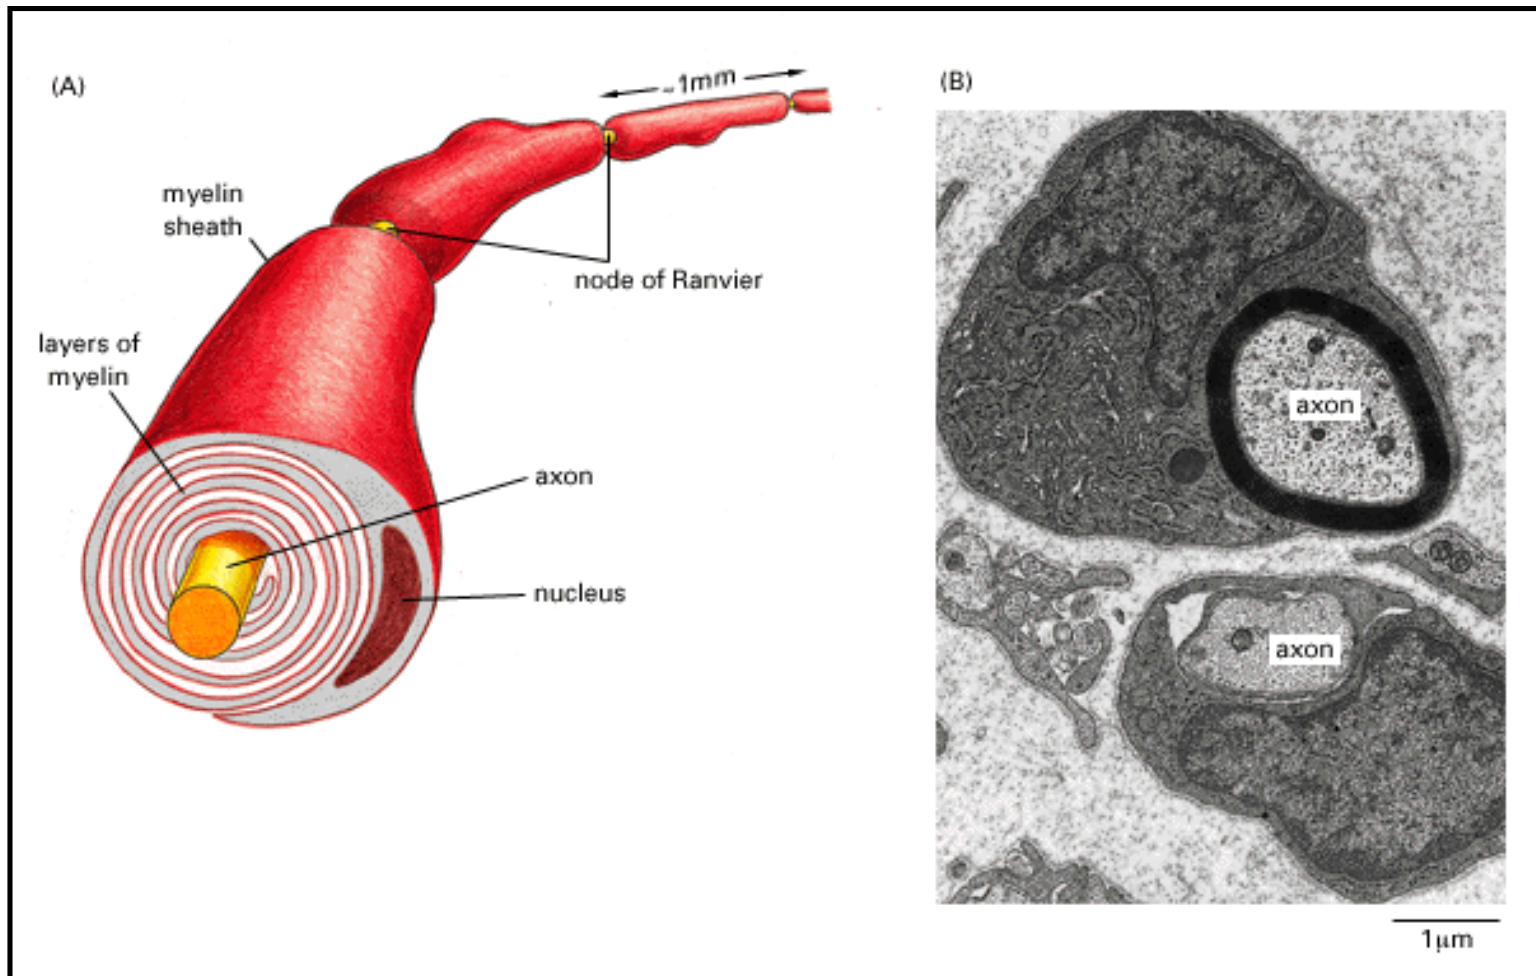 (A)
~1mm
myelin
sheath
node of Ranvier
layers of
myelin
axon
nucleus
(B)
axon
axon
1µm